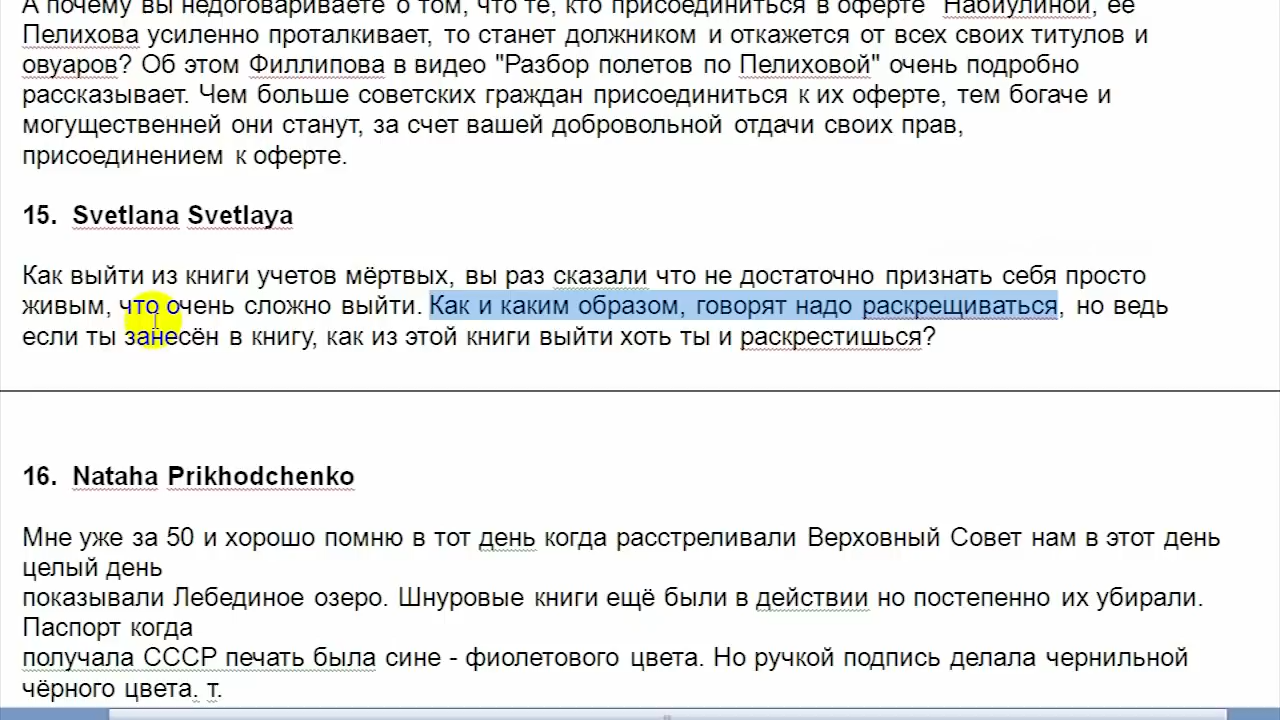 А почему вы недоговариваете о том, что те, кто присоединиться в оферте Набиулиной, ее
Пелихова усиленно проталкивает, то станет должником и откажется от всех своих титулов и
овуаров? Об этом Филлипова в видео "Разбор полетов по Пелиховой" очень подробно
рассказывает. Чем больше советских граждан присоединиться к их оферте, тем богаче и
могущественней они станут, за счет вашей добровольной отдачи своих прав,
присоединением к оферте.
15. Svetlana Svetlaya
Как выйти из книги учетов мёртвых, вы раз сказали что не достаточно признать себя просто
живым, что очень сложно выйти. Как и каким образом, говорят надо раскрещиваться, но ведь
если ты занесён в книгу, как из этой книги выйти хоть ты и раскрестишься?
16. Nataha Prikhodchenko
Мне уже за 50 и хорошо помню в тот день когда расстреливали Верховный Совет нам в этот день
целый день
показывали Лебединое озеро. Шнуровые книги ещё были в действии но постепенно их убирали.
Паспорт когда
получала СССР печать была сине - фиолетового цвета. Но ручкой подпись делала чернильной
чёрного цвета. т.